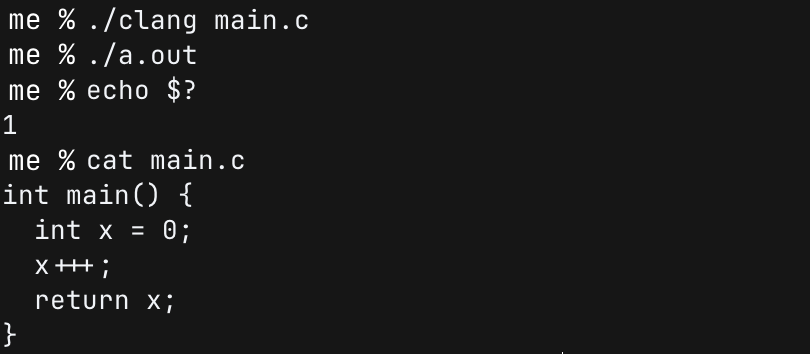 me % ./clang main.c
me % ./a.out
me % echo $?
1
me % cat main.c
int main() {
  int x = 0;
  x+++;
  return x;
}